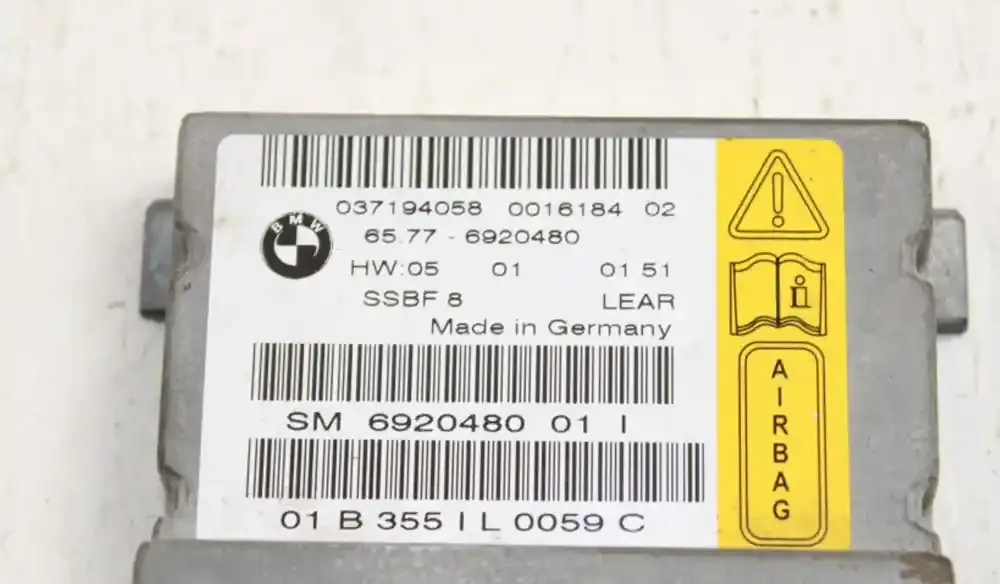 037194058 0016184 02
BMW
65.77 - 6920480
HW:05 01 01 51
SSBF 8 LEAR
Made in Germany
SM 6920480 01 I
01 B 355 I L 0059 C
i
AIRBAG